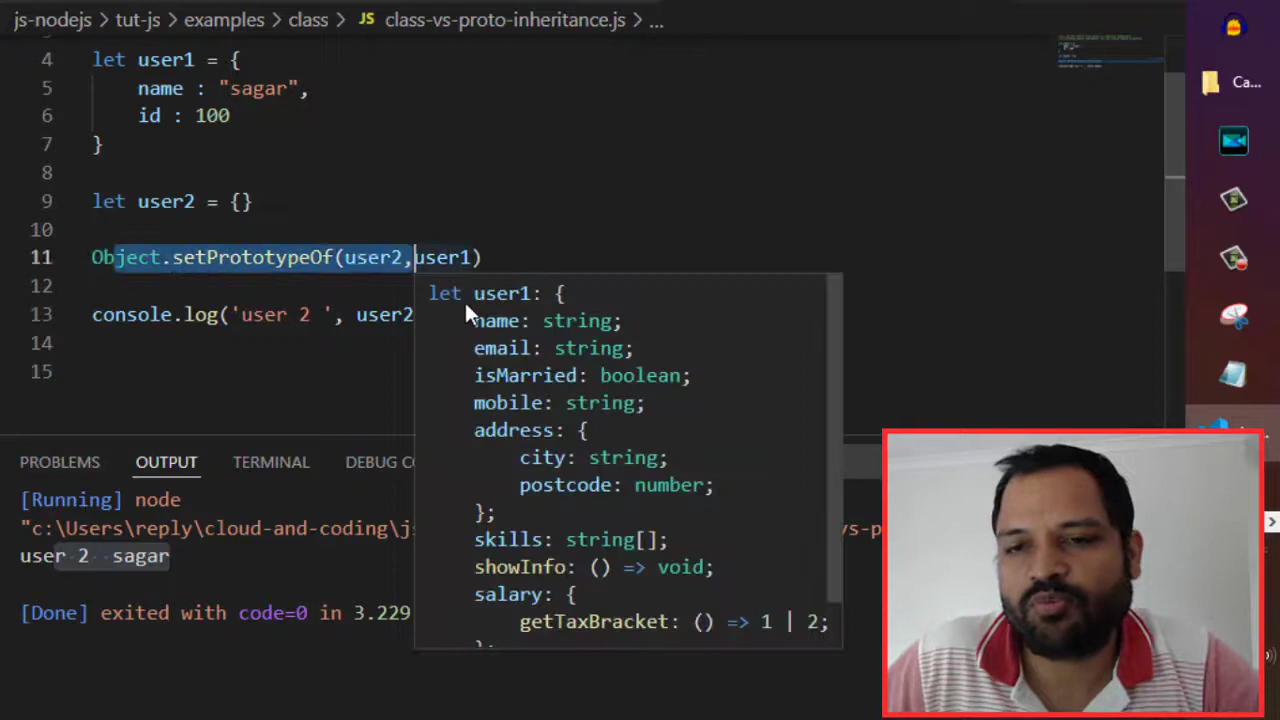 js-nodejs > tut-js > examples > class > JS class-vs-proto-inheritance.js > ...
4 let user1 = {
5 name : "sagar",
6 id : 100
7 }
8
9 let user2 = {}
10
11 Object.setPrototypeOf(user2,user1)
12
13 console.log('user 2 ', user2
14
15
let user1: {
name: string;
email: string;
isMarried: boolean;
mobile: string;
address: {
city: string;
postcode: number;
};
skills: string[];
showInfo: () => void;
salary: {
getTaxBracket: () => 1 | 2;
PROBLEMS OUTPUT TERMINAL DEBUG C
[Running] node
"c:\Users\reply\cloud-and-coding\j
user 2 sagar
[Done] exited with code=0 in 3.229
Ca...